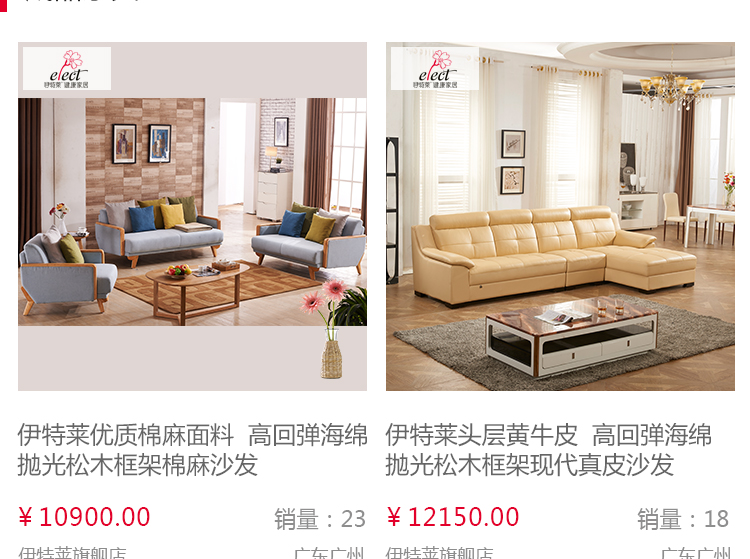 elect
伊特莱 健康家居
elect
伊特莱 健康家居
伊特莱优质棉麻面料 高回弹海绵
抛光松木框架棉麻沙发
¥10900.00 销量：23
伊特莱旗舰店 广东广州
伊特莱头层黄牛皮 高回弹海绵
抛光松木框架现代真皮沙发
¥12150.00 销量：18
伊特莱旗舰店 广东广州